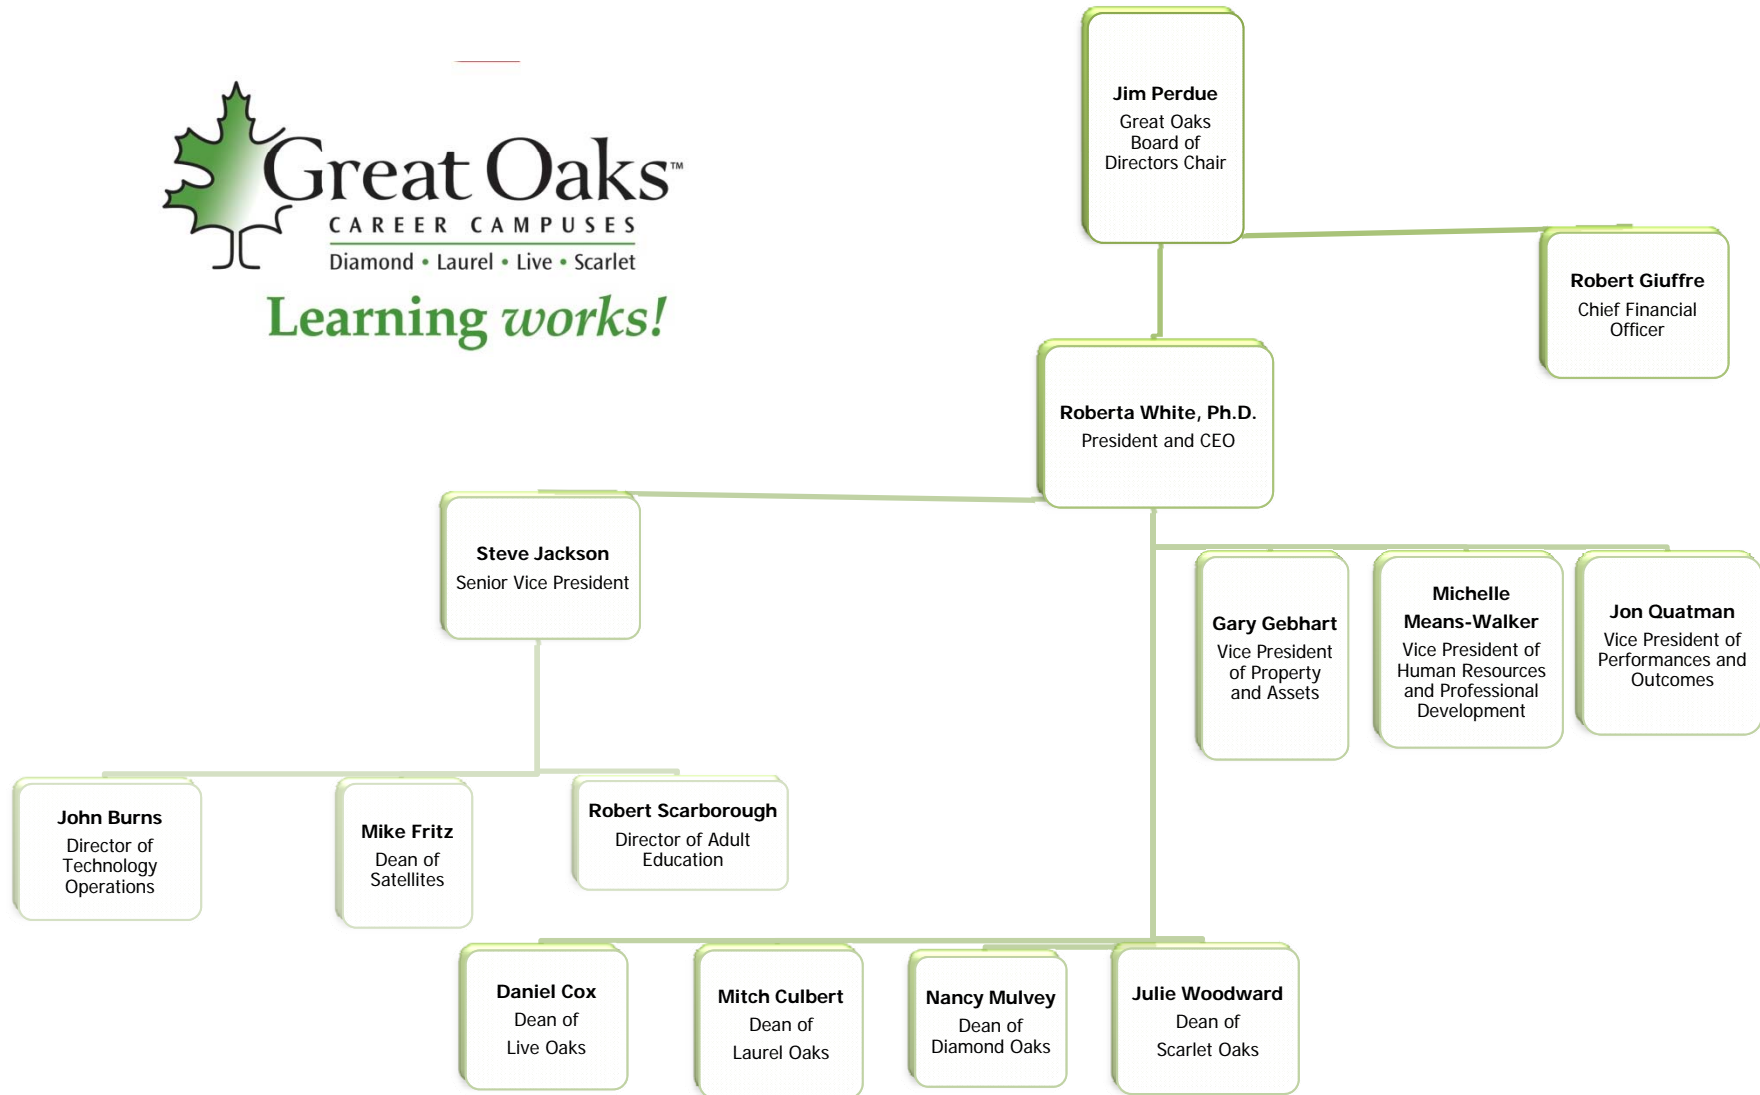 Great Oaks™
CAREER CAMPUSES
Diamond • Laurel • Live • Scarlet
Learning works!
Jim Perdue
Great Oaks
Board of
Directors Chair
Robert Giuffre
Chief Financial
Officer
Roberta White, Ph.D.
President and CEO
Steve Jackson
Senior Vice President
Gary Gebhart
Vice President
of Property
and Assets
Michelle
Means-Walker
Vice President of
Human Resources
and Professional
Development
Jon Quatman
Vice President of
Performances and
Outcomes
John Burns
Director of
Technology
Operations
Mike Fritz
Dean of
Satellites
Robert Scarborough
Director of Adult
Education
Daniel Cox
Dean of
Live Oaks
Mitch Culbert
Dean of
Laurel Oaks
Nancy Mulvey
Dean of
Diamond Oaks
Julie Woodward
Dean of
Scarlet Oaks